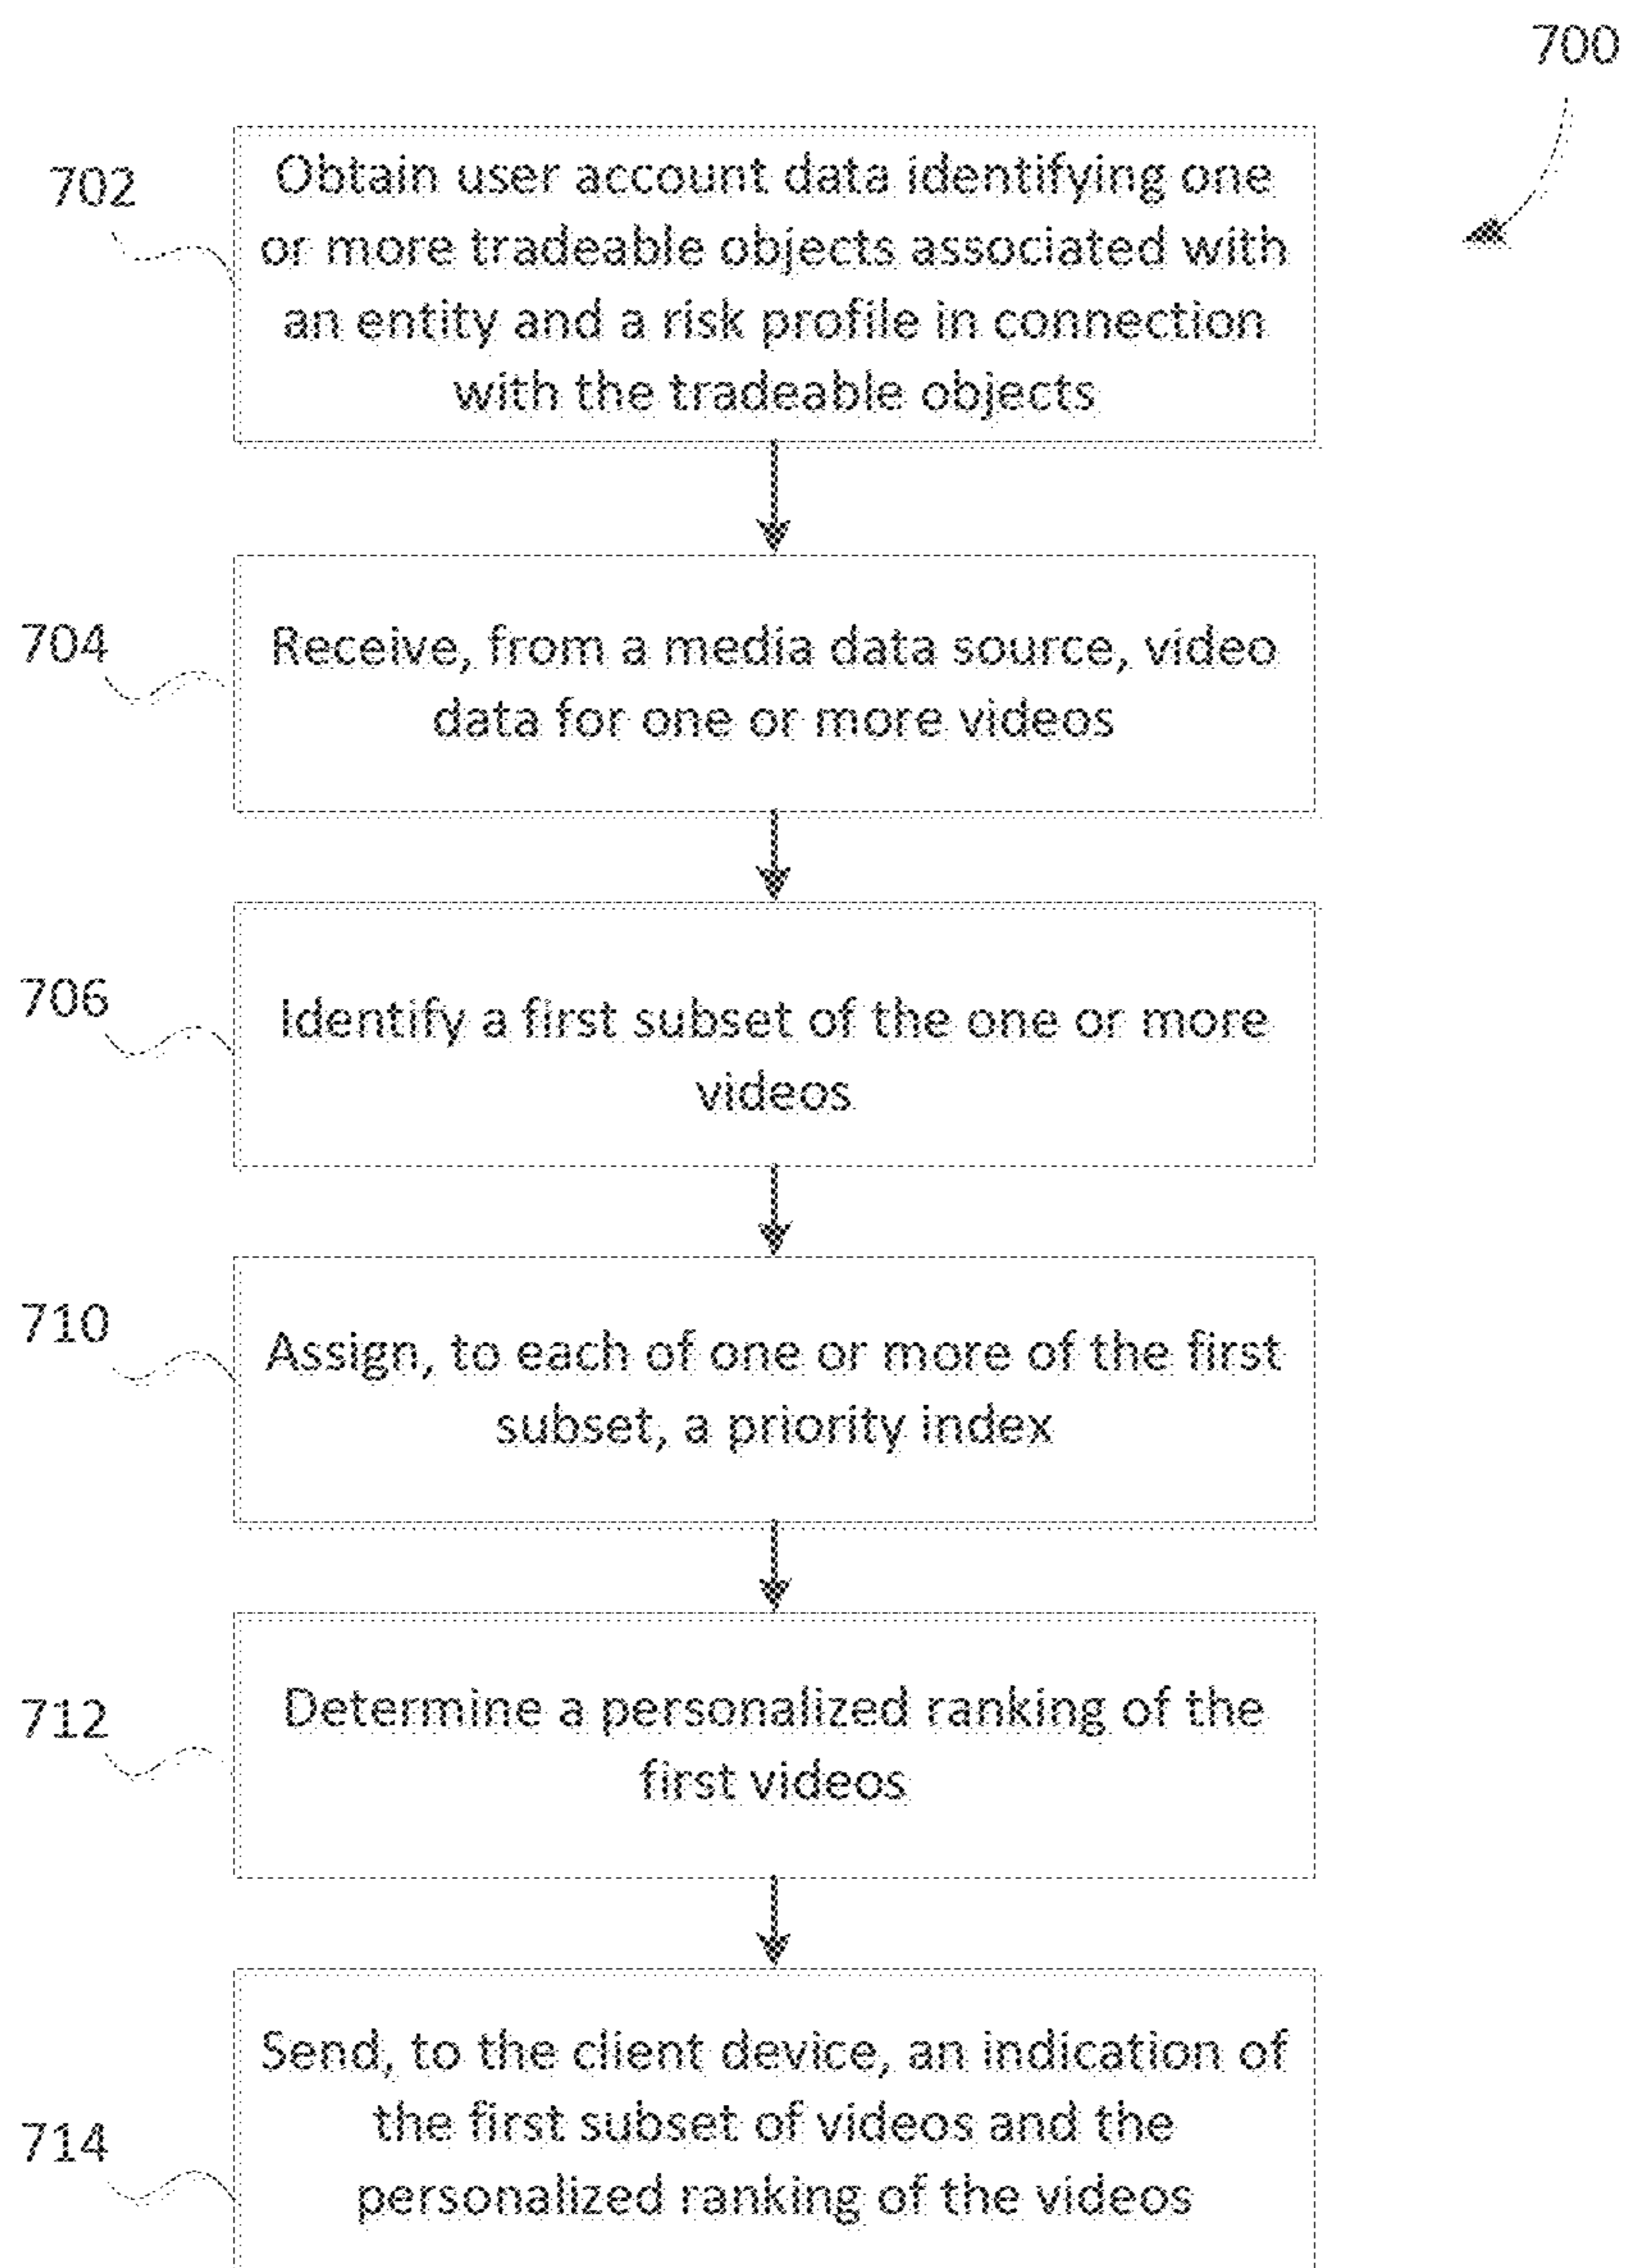 700
702
Obtain user account data identifying one
or more tradeable objects associated with
an entity and a risk profile in connection
with the tradeable objects
704
Receive, from a media data source, video
data for one or more videos
706
Identify a first subset of the one or more
videos
710
Assign, to each of one or more of the first
subset, a priority index
712
Determine a personalized ranking of the
first videos
714
Send, to the client device, an indication of
the first subset of videos and the
personalized ranking of the videos